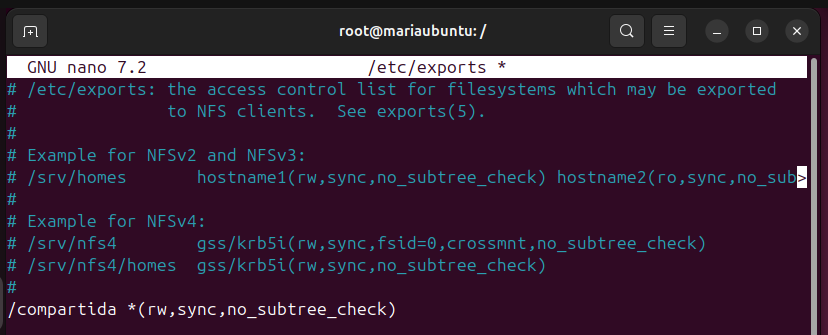 root@mariaubuntu: /
GNU nano 7.2 /etc/exports *
# /etc/exports: the access control list for filesystems which may be exported
# to NFS clients. See exports(5).
#
# Example for NFSv2 and NFSv3:
# /srv/homes hostname1(rw,sync,no_subtree_check) hostname2(ro,sync,no_sub>
#
# Example for NFSv4:
# /srv/nfs4 gss/krb5i(rw,sync,fsid=0,crossmnt,no_subtree_check)
# /srv/nfs4/homes gss/krb5i(rw,sync,no_subtree_check)
#
/compartida *(rw,sync,no_subtree_check)